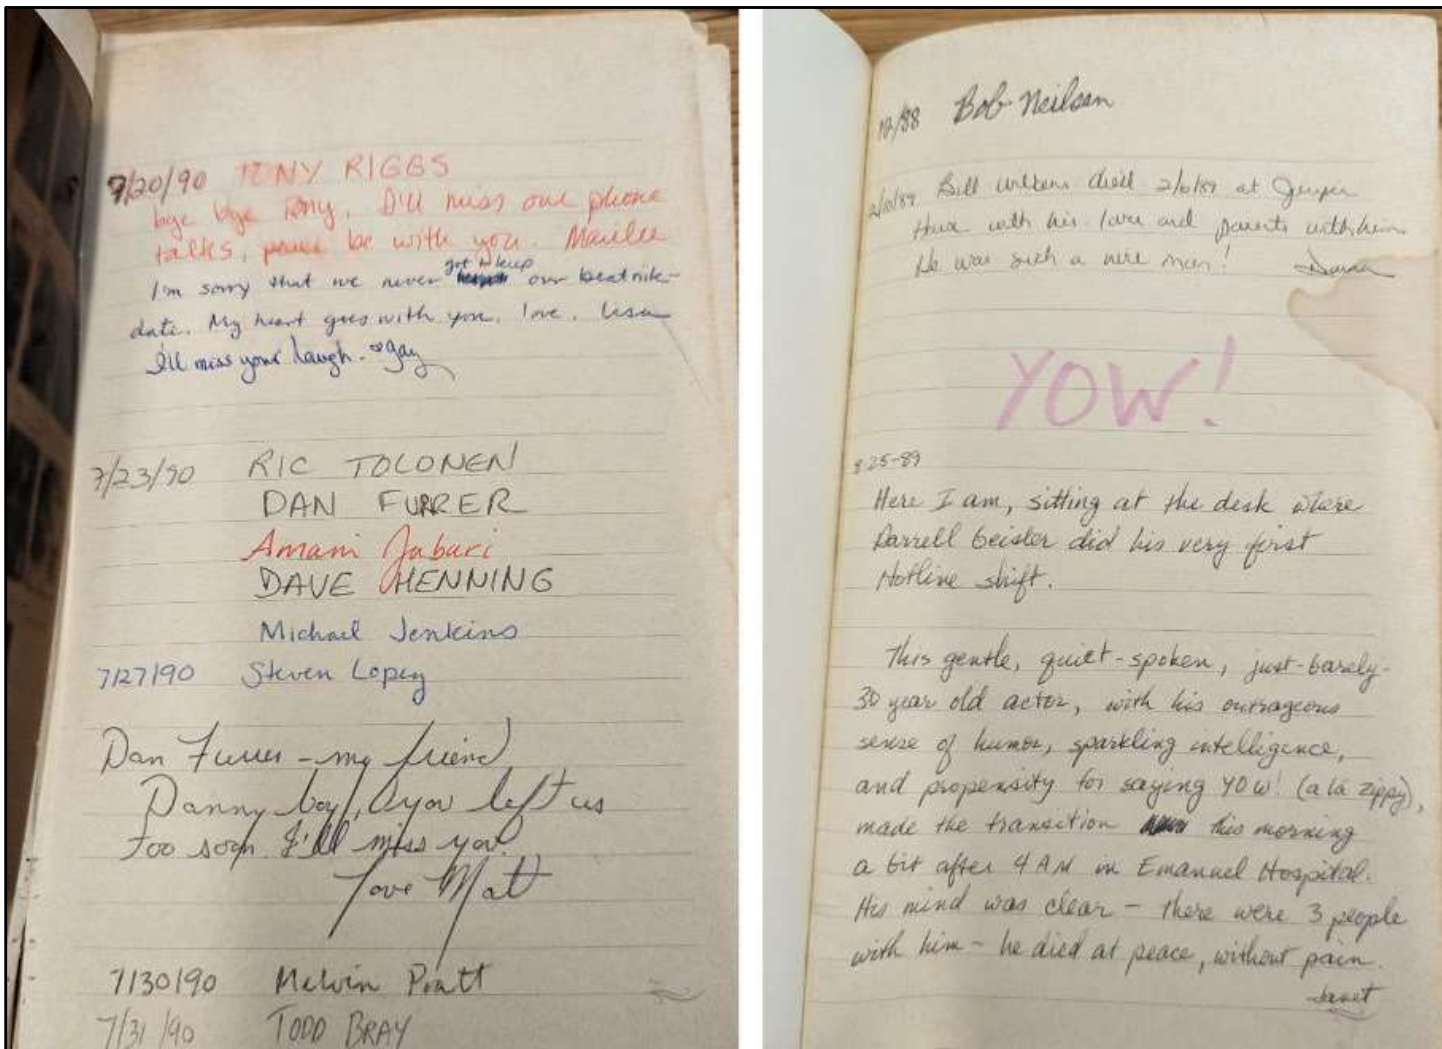 7/20/90 TONY RIGGS
bye bye Tony. I'll miss our phone
talks, peace be with you.
I'm sorry that we never got to keep our beatnik
date. My heart goes with you. love, Lisa
I'll miss your laugh. Gay
7/23/90 RIC TOLONEN
DAN FURRER
Amani Jabari
DAVE HENNING
Michael Jenkins
7/27/90 Steven Lopez
Dan Furrer - my friend
Danny boy, you left us
too soon I'll miss you
Love Matt
7/30/90 Melvin Pratt
7/31/90 TODD BRAY
12/88 Bob Neilsen
Bill died 2/6/89 at
with his love and parents with him
He was such a nice man!
YOW!
8-25-89
Here I am, sitting at the desk where
Darrell Geisler did his very first
Hotline shift.
This gentle, quiet-spoken, just-barely-
30 year old actor, with his outrageous
sense of humor, sparkling intelligence,
and propensity for saying YOW! (a la Zippy),
made the transition this morning
a bit after 4 AM in Emanuel Hospital.
His mind was clear - there were 3 people
with him - he died at peace, without pain.
Janet